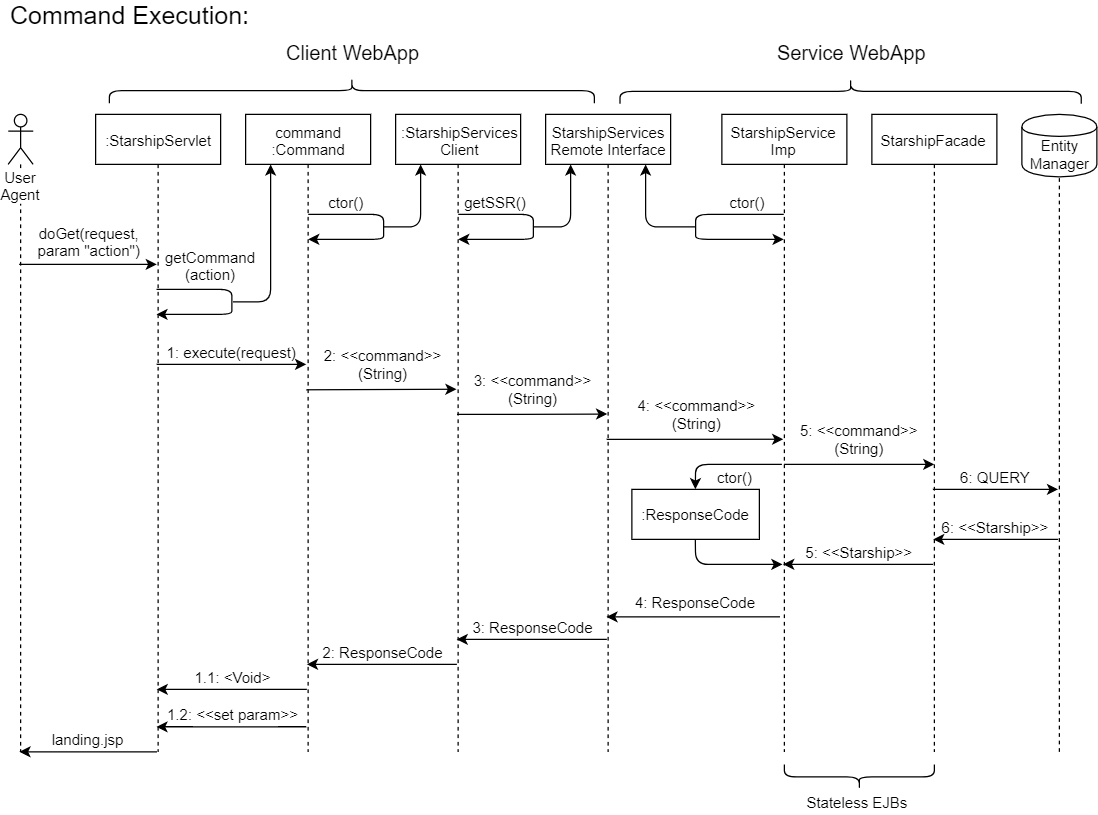 Command Execution:
Client WebApp
Service WebApp
:StarshipServlet
command
:Command
:StarshipServices
Client
StarshipServices
Remote Interface
StarshipService
Imp
StarshipFacade
Entity
Manager
User
Agent
ctor()
getSSR()
ctor()
doGet(request,
param "action")
getCommand
(action)
1: execute(request)
2: <<command>>
(String)
3: <<command>>
(String)
4: <<command>>
(String)
5: <<command>>
(String)
ctor()
6: QUERY
:ResponseCode
6: <<Starship>>
5: <<Starship>>
4: ResponseCode
3: ResponseCode
2: ResponseCode
1.1: <Void>
1.2: <<set param>>
landing.jsp
Stateless EJBs